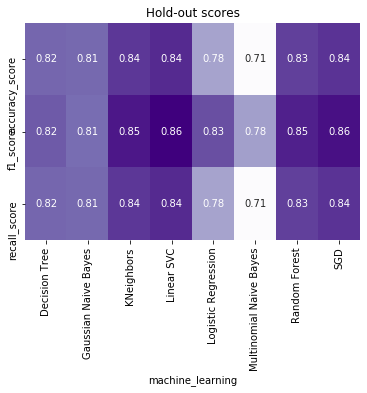 Hold-out scores
accuracy_score
0.82 0.81 0.84 0.84 0.78 0.71 0.83 0.84
f1_score
0.82 0.81 0.85 0.86 0.83 0.78 0.85 0.86
recall_score
0.82 0.81 0.84 0.84 0.78 0.71 0.83 0.84
Decision Tree
Gaussian Naive Bayes
KNeighbors
Linear SVC
Logistic Regression
Multinomial Naive Bayes
Random Forest
SGD
machine_learning